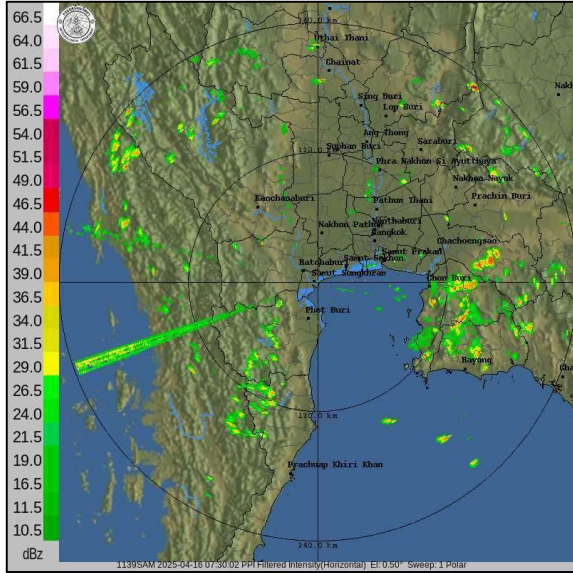 66.5
64.0
61.5
59.0
56.5
54.0
51.5
49.0
46.5
44.0
41.5
39.0
36.5
34.0
31.5
29.0
26.5
24.0
21.5
19.0
16.5
14.0
11.5
10.5
dBz
Uthai Thani
Chainat
Sing Buri
Lop Buri
Ang Thong
Saraburi
Suphan Buri
Phra Nakhon Si Ayutthaya
Nakhon Nayok
Kanchanaburi
Pathum Thani
Prachin Buri
Nakhon Pathom
Nonthaburi
Bangkok
Chachoengsao
Samut Prakan
Samut Sakhon
Ratchaburi
Samut Songkhram
Chon Buri
Phet Buri
Rayong
Prachuap Khiri Khan
1139SAM 2025-04-16 07:30:02 PPI Filtered Intensity(Horizontal) El: 0.50° Sweep: 1 Polar